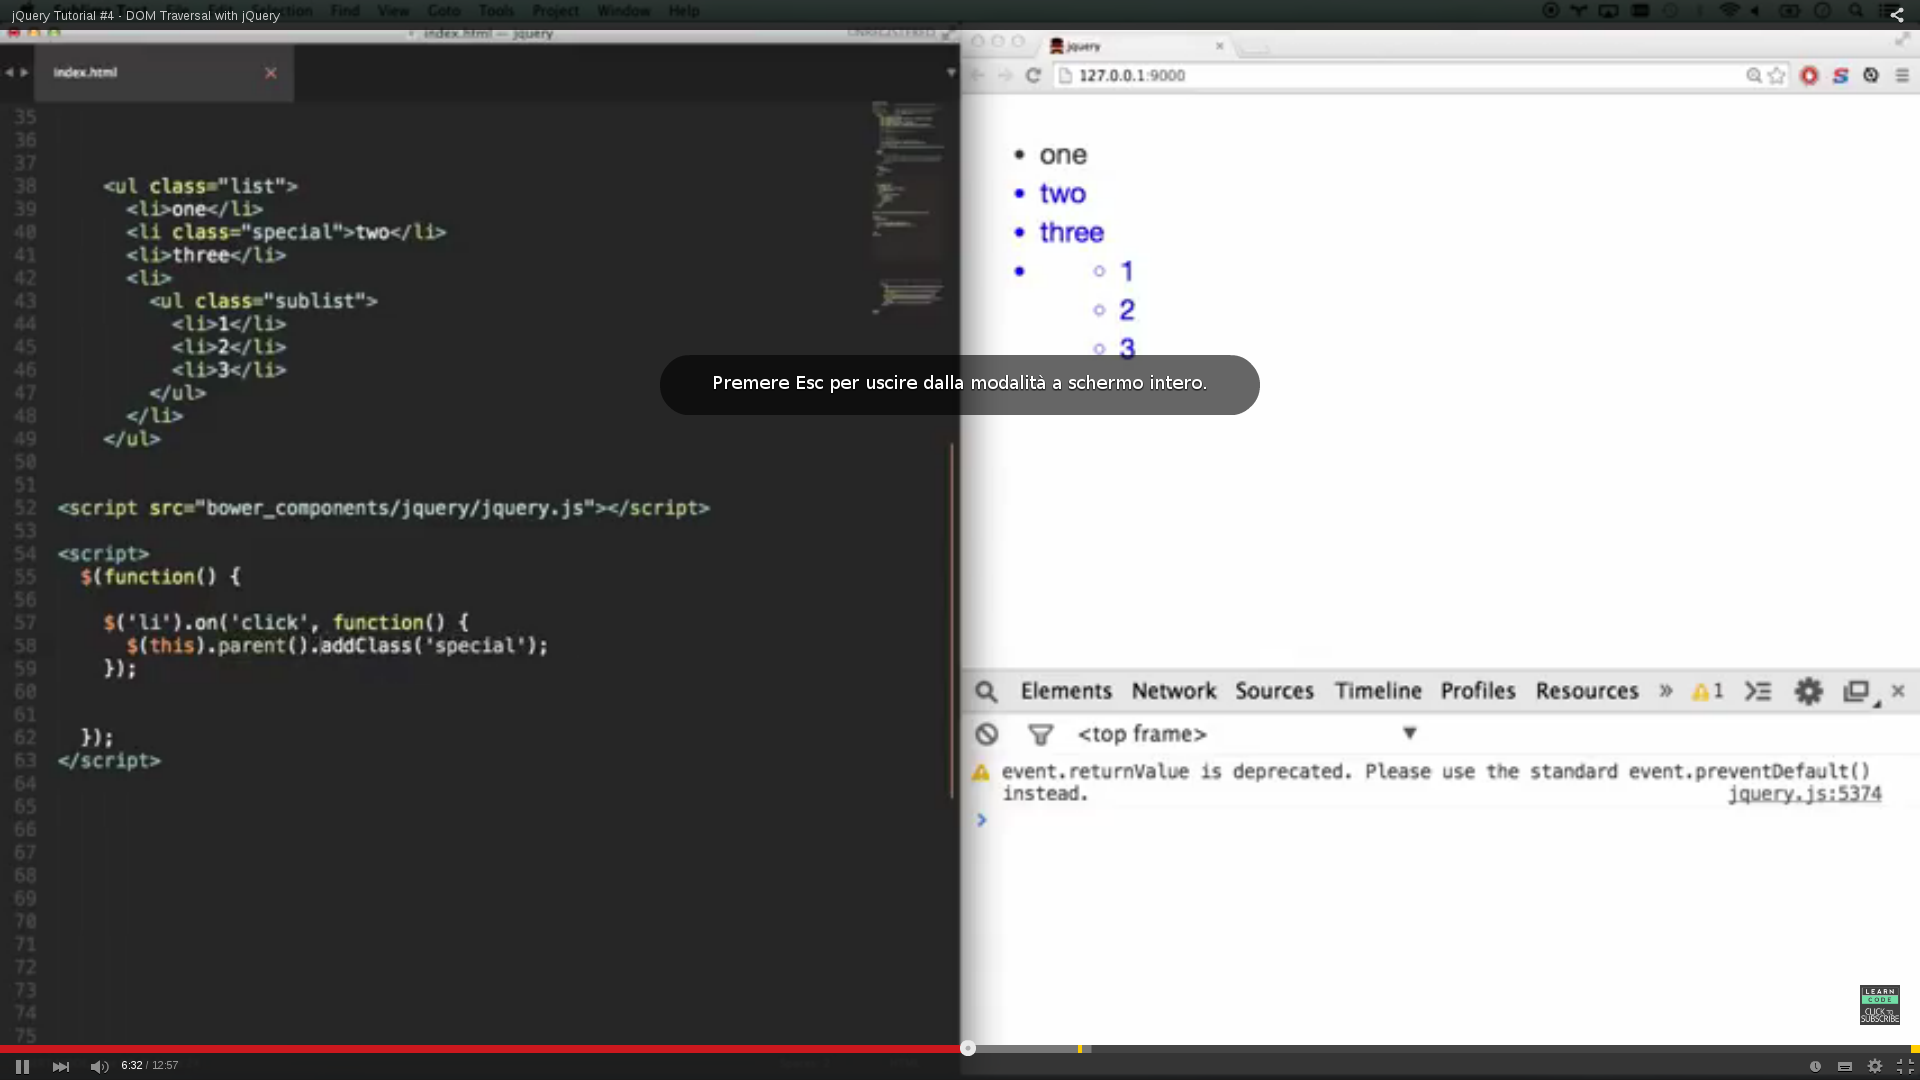 jQuery Tutorial #4 - DOM Traversal with jQuery
Selection Find View Goto Tools Project Window Help
index.html — jquery
index.html
35
36
37
38 <ul class="list">
39 <li>one</li>
40 <li class="special">two</li>
41 <li>three</li>
42 <li>
43 <ul class="sublist">
44 <li>1</li>
45 <li>2</li>
46 <li>3</li>
47 </ul>
48 </li>
49 </ul>
50
51
52 <script src="bower_components/jquery/jquery.js"></script>
53
54 <script>
55 $(function() {
56
57 $('li').on('click', function() {
58 $(this).parent().addClass('special');
59 });
60
61
62 });
63 </script>
64
65
66
67
68
69
70
71
72
73
74
75
jquery
127.0.0.1:9000
• one
• two
• three
• ○ 1
○ 2
○ 3
Premere Esc per uscire dalla modalità a schermo intero.
Elements Network Sources Timeline Profiles Resources » 1
<top frame>
event.returnValue is deprecated. Please use the standard event.preventDefault()
instead. jquery.js:5374
LEARN
CODE
CLICK TO
SUBSCRIBE
6:32 / 12:57